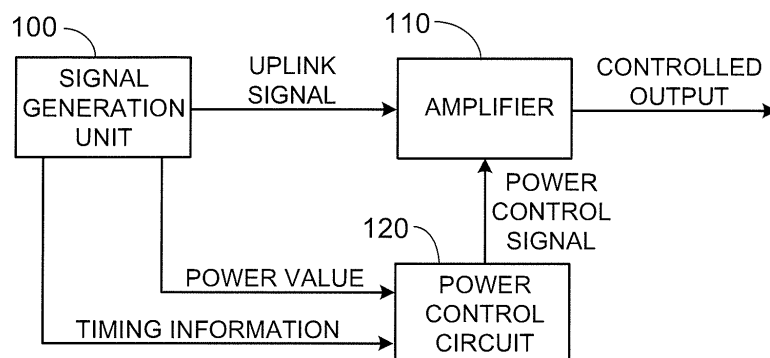 100
SIGNAL
GENERATION
UNIT
UPLINK
SIGNAL
110
AMPLIFIER
CONTROLLED
OUTPUT
POWER
CONTROL
SIGNAL
120
POWER VALUE
TIMING INFORMATION
POWER
CONTROL
CIRCUIT